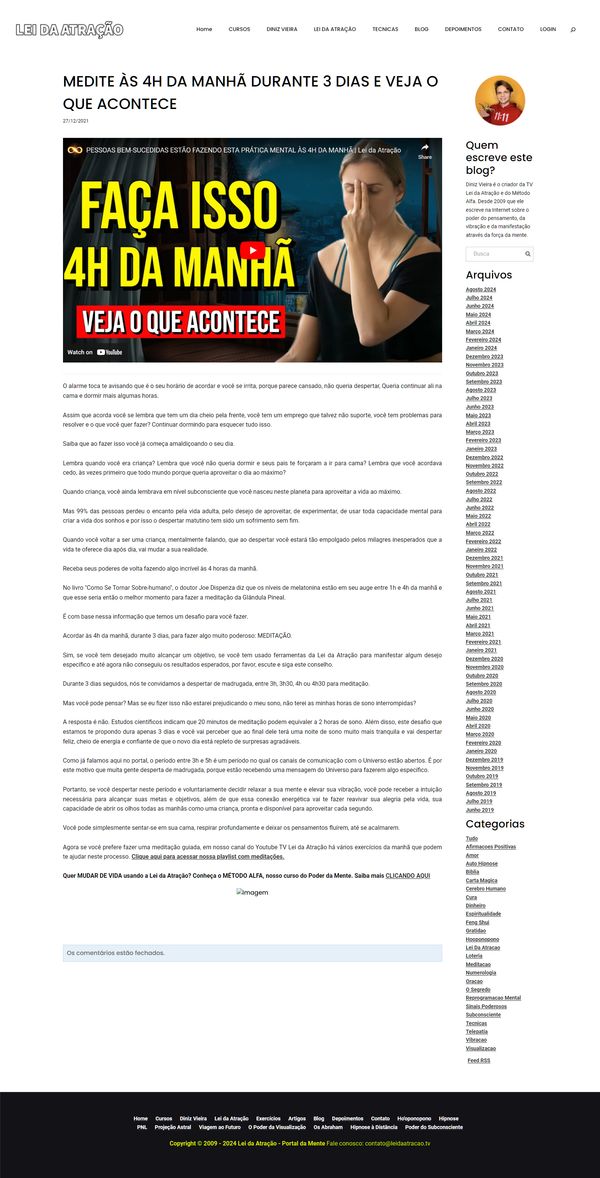 LEI DA ATRAÇÃO
Home CURSOS DINIZ VIEIRA LEI DA ATRAÇÃO TECNICAS BLOG DEPOIMENTOS CONTATO LOGIN
MEDITE ÀS 4H DA MANHÃ DURANTE 3 DIAS E VEJA O
QUE ACONTECE
27/12/2021
PESSOAS BEM-SUCEDIDAS ESTÃO FAZENDO ESTA PRÁTICA MENTAL ÀS 4H DA MANHÃ | Lei da Atração
Share
FAÇA ISSO
4H DA MANHÃ
VEJA O QUE ACONTECE
Watch on YouTube
O alarme toca te avisando que é o seu horário de acordar e você se irrita, porque parece cansado, não queria despertar, Queria continuar ali na
cama e dormir mais algumas horas.
Assim que acorda você se lembra que tem um dia cheio pela frente, você tem um emprego que talvez não suporte, você tem problemas para
resolver e o que você quer fazer? Continuar dormindo para esquecer tudo isso.
Saiba que ao fazer isso você já começa amaldiçoando o seu dia.
Lembra quando você era criança? Lembra que você não queria dormir e seus pais te forçaram a ir para cama? Lembra que você acordava
cedo, às vezes primeiro que todo mundo porque queria aproveitar o dia ao máximo?
Quando criança, você ainda lembrava em nível subconsciente que você nasceu neste planeta para aproveitar a vida ao máximo.
Mas 99% das pessoas perdeu o encanto pela vida adulta, pelo desejo de aproveitar, de experimentar, de usar toda capacidade mental para
criar a vida dos sonhos e por isso o despertar matutino tem sido um sofrimento sem fim.
Quando você voltar a ser uma criança, mentalmente falando, que ao despertar você estará tão empolgado pelos milagres inesperados que a
vida te oferece dia após dia, vai mudar a sua realidade.
Receba seus poderes de volta fazendo algo incrível às 4 horas da manhã.
No livro "Como Se Tornar Sobre-humano", o doutor Joe Dispenza diz que os níveis de melatonina estão em seu auge entre 1h e 4h da manhã e
que esse seria então o melhor momento para fazer a meditação da Glândula Pineal.
É com base nessa informação que temos um desafio para você fazer.
Acordar às 4h da manhã, durante 3 dias, para fazer algo muito poderoso: MEDITAÇÃO.
Sim, se você tem desejado muito alcançar um objetivo, se você tem usado ferramentas da Lei da Atração para manifestar algum desejo
específico e até agora não conseguiu os resultados esperados, por favor, escute e siga este conselho.
Durante 3 dias seguidos, nós te convidamos a despertar de madrugada, entre 3h, 3h30, 4h ou 4h30 para meditação.
Mas você pode pensar? Mas se eu fizer isso não estarei prejudicando o meu sono, não terei as minhas horas de sono interrompidas?
A resposta é não. Estudos científicos indicam que 20 minutos de meditação podem equivaler a 2 horas de sono. Além disso, este desafio que
estamos te propondo dura apenas 3 dias e você vai perceber que ao final dele terá uma noite de sono muito mais tranquila e vai despertar
feliz, cheio de energia e confiante de que o novo dia está repleto de surpresas agradáveis.
Como já falamos aqui no portal, o período entre 3h e 5h é um período no qual os canais de comunicação com o Universo estão abertos. É por
este motivo que muita gente desperta de madrugada, porque estão recebendo uma mensagem do Universo para fazerem algo específico.
Portanto, se você despertar neste período e voluntariamente decidir relaxar a sua mente e elevar sua vibração, você pode receber a intuição
necessária para alcançar suas metas e objetivos, além de que essa conexão energética vai te fazer reavivar sua alegria pela vida, sua
capacidade de abrir os olhos todas as manhãs como uma criança, pronta e disponível para aproveitar cada segundo.
Você pode simplesmente sentar-se em sua cama, respirar profundamente e deixar os pensamentos fluírem, até se acalmarem.
Agora se você prefere fazer uma meditação guiada, em nosso canal do Youtube TV Lei da Atração há vários exercícios da manhã que podem
te ajudar neste processo. Clique aqui para acessar nossa playlist com meditações.
Quer MUDAR DE VIDA usando a Lei da Atração? Conheça o MÉTODO ALFA, nosso curso do Poder da Mente. Saiba mais CLICANDO AQUI
Imagem
Os comentários estão fechados.
11:11
Quem
escreve este
blog?
Diniz Vieira é o criador da TV
Lei da Atração e do Método
Alfa. Desde 2009 que ele
escreve na Internet sobre o
poder do pensamento, da
vibração e da manifestação
através da força da mente.
Busca
Arquivos
Agosto 2024
Julho 2024
Junho 2024
Maio 2024
Abril 2024
Março 2024
Fevereiro 2024
Janeiro 2024
Dezembro 2023
Novembro 2023
Outubro 2023
Setembro 2023
Agosto 2023
Julho 2023
Junho 2023
Maio 2023
Abril 2023
Março 2023
Fevereiro 2023
Janeiro 2023
Dezembro 2022
Novembro 2022
Outubro 2022
Setembro 2022
Agosto 2022
Julho 2022
Junho 2022
Maio 2022
Abril 2022
Março 2022
Fevereiro 2022
Janeiro 2022
Dezembro 2021
Novembro 2021
Outubro 2021
Setembro 2021
Agosto 2021
Julho 2021
Junho 2021
Maio 2021
Abril 2021
Março 2021
Fevereiro 2021
Janeiro 2021
Dezembro 2020
Novembro 2020
Outubro 2020
Setembro 2020
Agosto 2020
Julho 2020
Junho 2020
Maio 2020
Abril 2020
Março 2020
Fevereiro 2020
Janeiro 2020
Dezembro 2019
Novembro 2019
Outubro 2019
Setembro 2019
Agosto 2019
Julho 2019
Junho 2019
Categorias
Tudo
Afirmacoes Positivas
Amor
Auto Hipnose
Biblia
Carta Magica
Cerebro Humano
Cura
Dinheiro
Espiritualidade
Feng Shui
Gratidao
Hooponopono
Lei Da Atracao
Loteria
Meditacao
Numerologia
Oracao
O Segredo
Reprogramacao Mental
Sinais Poderosos
Subconsciente
Tecnicas
Telepatia
Vibracao
Visualizacao
Feed RSS
Home Cursos Diniz Vieira Lei da Atração Exercícios Artigos Blog Depoimentos Contato Ho'oponopono Hipnose
PNL Projeção Astral Viagem ao Futuro O Poder da Visualização Os Abraham Hipnose à Distância Poder do Subconsciente
Copyright © 2009 - 2024 Lei da Atração - Portal da Mente Fale conosco: contato@leidaatracao.tv